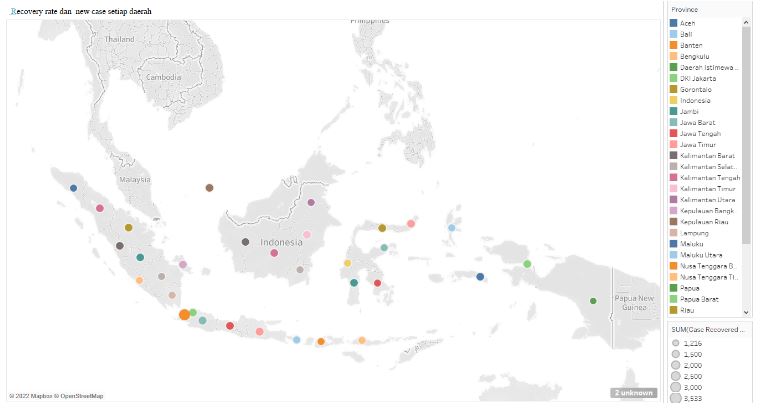 Recovery rate dan new case setiap daerah
Philippines
Thailand
Cambodia
Malaysia
Indonesia
Papua New
Guinea
© 2022 Mapbox © OpenStreetMap
2 unknown
Province
Aceh
Bali
Banten
Bengkulu
Daerah Istimewa ..
DKI Jakarta
Gorontalo
Indonesia
Jambi
Jawa Barat
Jawa Tengah
Jawa Timur
Kalimantan Barat
Kalimantan Selat..
Kalimantan Tengah
Kalimantan Timur
Kalimantan Utara
Kepulauan Bangk
Kepulauan Riau
Lampung
Maluku
Maluku Utara
Nusa Tenggara B..
Nusa Tenggara Ti..
Papua
Papua Barat
Riau
SUM(Case Recovered ...
1,216
1,500
2,000
2,500
3,000
3,533